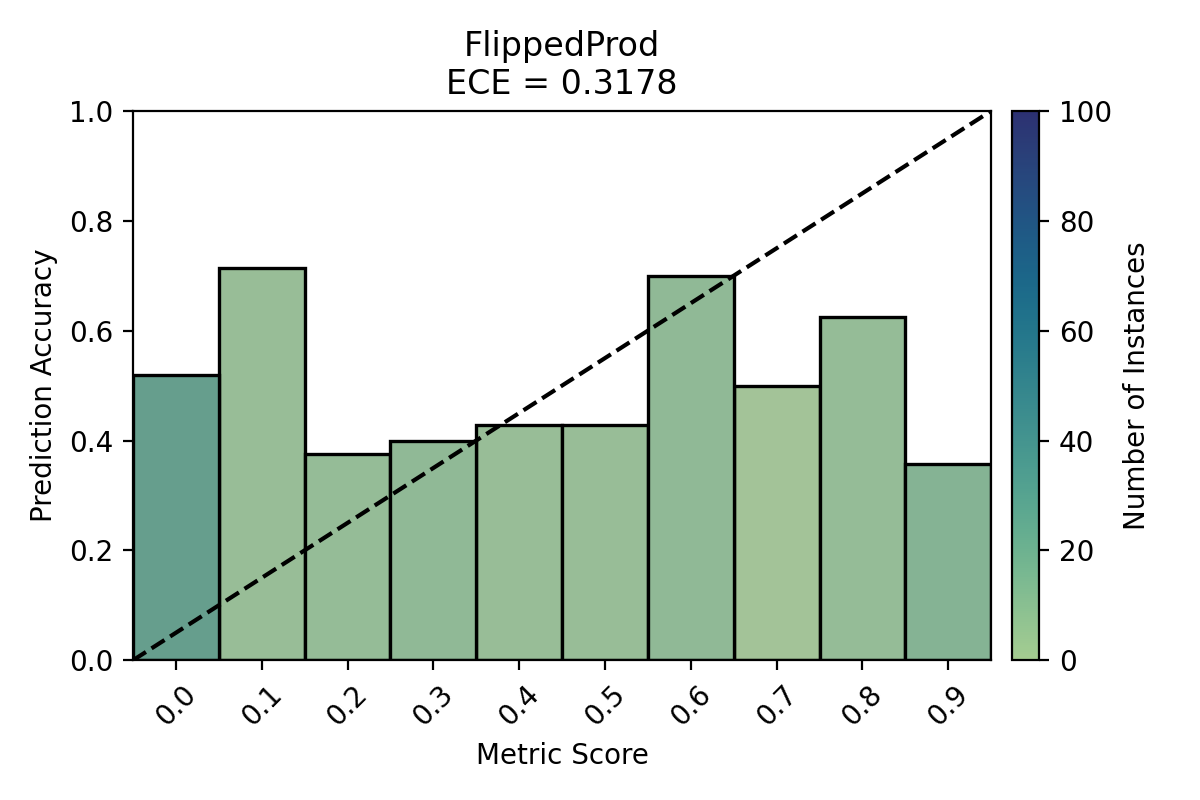 FlippedProd
ECE = 0.3178
1.0
0.8
0.6
0.4
0.2
0.0
Prediction Accuracy
0.0 0.1 0.2 0.3 0.4 0.5 0.6 0.7 0.8 0.9
Metric Score
100
80
60
40
20
0
Number of Instances